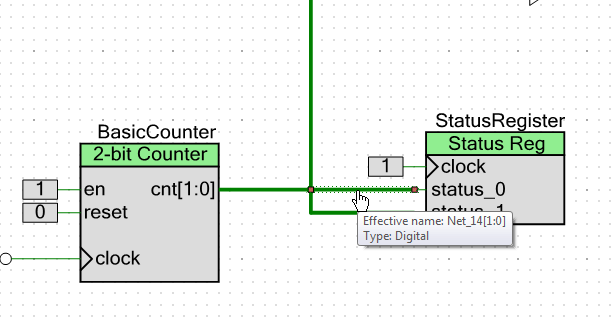 StatusRegister
Status Reg
1
clock
status_0
status_1
BasicCounter
2-bit Counter
1
en
cnt[1:0]
0
reset
clock
Effective name: Net_14[1:0]
Type: Digital